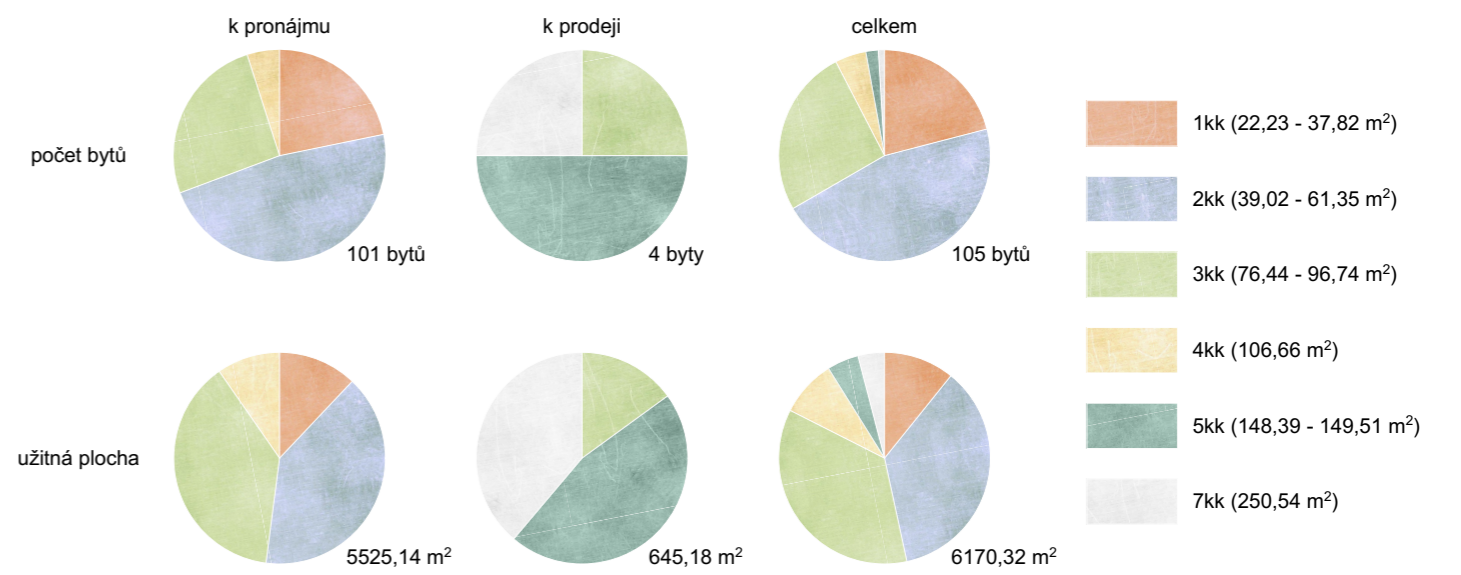 k pronájmu
k prodeji
celkem
počet bytů
101 bytů
4 byty
105 bytů
užitná plocha
5525,14 m²
645,18 m²
6170,32 m²
1kk (22,23 - 37,82 m²)
2kk (39,02 - 61,35 m²)
3kk (76,44 - 96,74 m²)
4kk (106,66 m²)
5kk (148,39 - 149,51 m²)
7kk (250,54 m²)